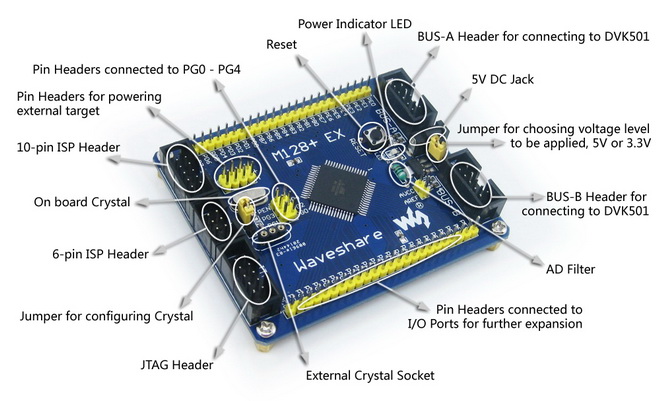 Power Indicator LED
BUS-A Header for connecting to DVK501
Reset
Pin Headers connected to PG0 - PG4
5V DC Jack
Pin Headers for powering
external target
Jumper for choosing voltage level
to be applied, 5V or 3.3V
10-pin ISP Header
M128+ EX
On board Crystal
BUS-B Header for
connecting to DVK501
6-pin ISP Header
Waveshare
AD Filter
Jumper for configuring Crystal
Pin Headers connected to
I/O Ports for further expansion
JTAG Header
External Crystal Socket